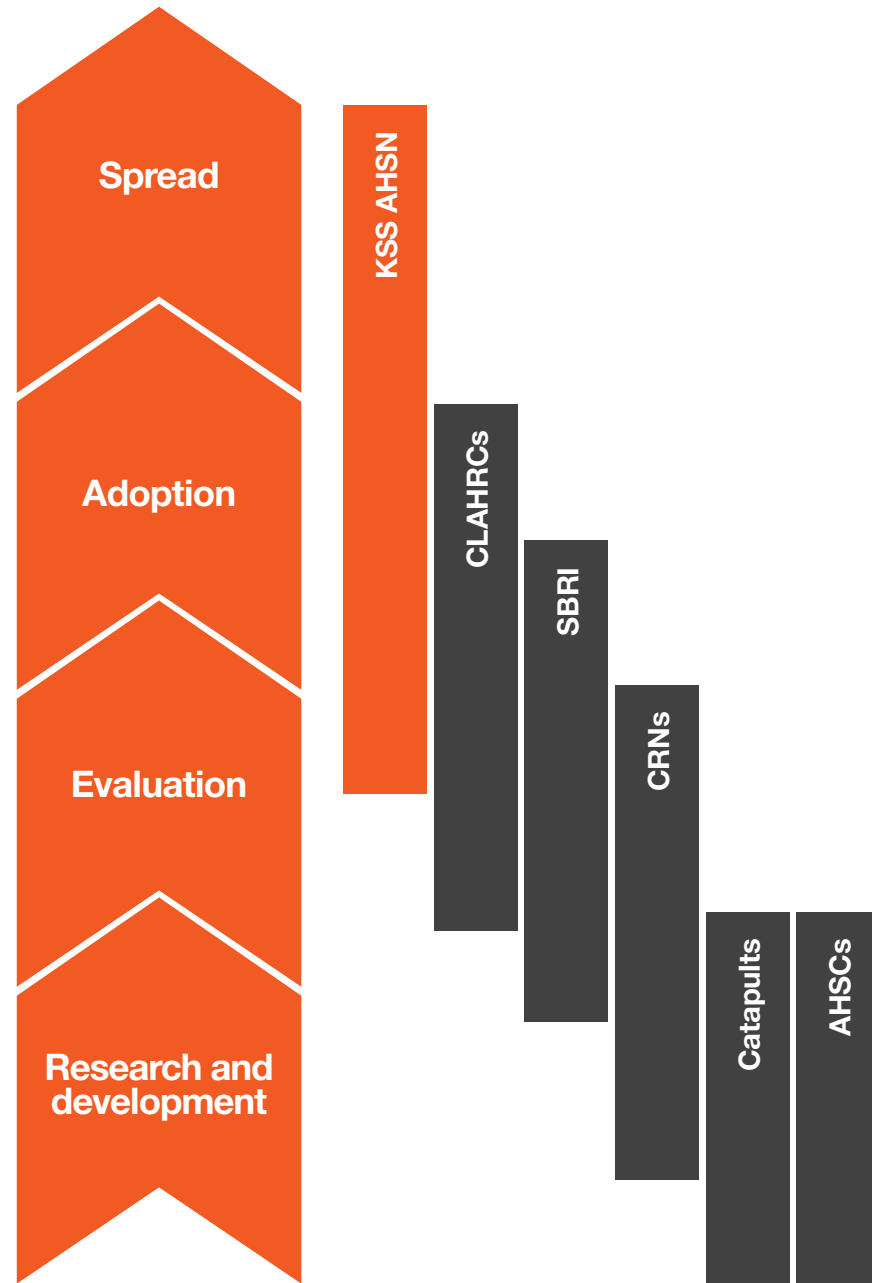 Spread
Adoption
Evaluation
Research and
development
KSS AHSN
CLAHRCs
SBRI
CRNs
Catapults
AHSCs